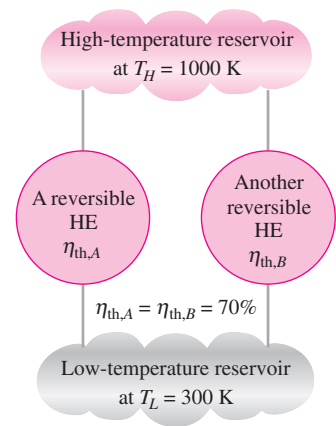 High-temperature reservoir
at T_H = 1000 K
A reversible
HE
η_th,A
Another
reversible
HE
η_th,B
η_th,A = η_th,B = 70%
Low-temperature reservoir
at T_L = 300 K